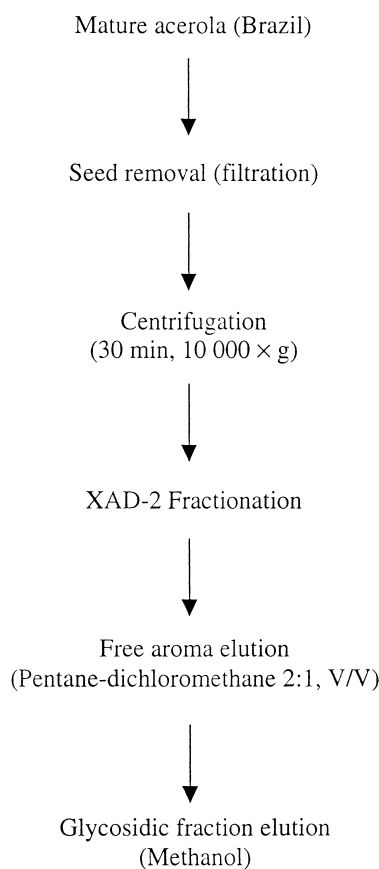 Mature acerola (Brazil)
Seed removal (filtration)
Centrifugation
(30 min, 10 000 × g)
XAD-2 Fractionation
Free aroma elution
(Pentane-dichloromethane 2:1, V/V)
Glycosidic fraction elution
(Methanol)